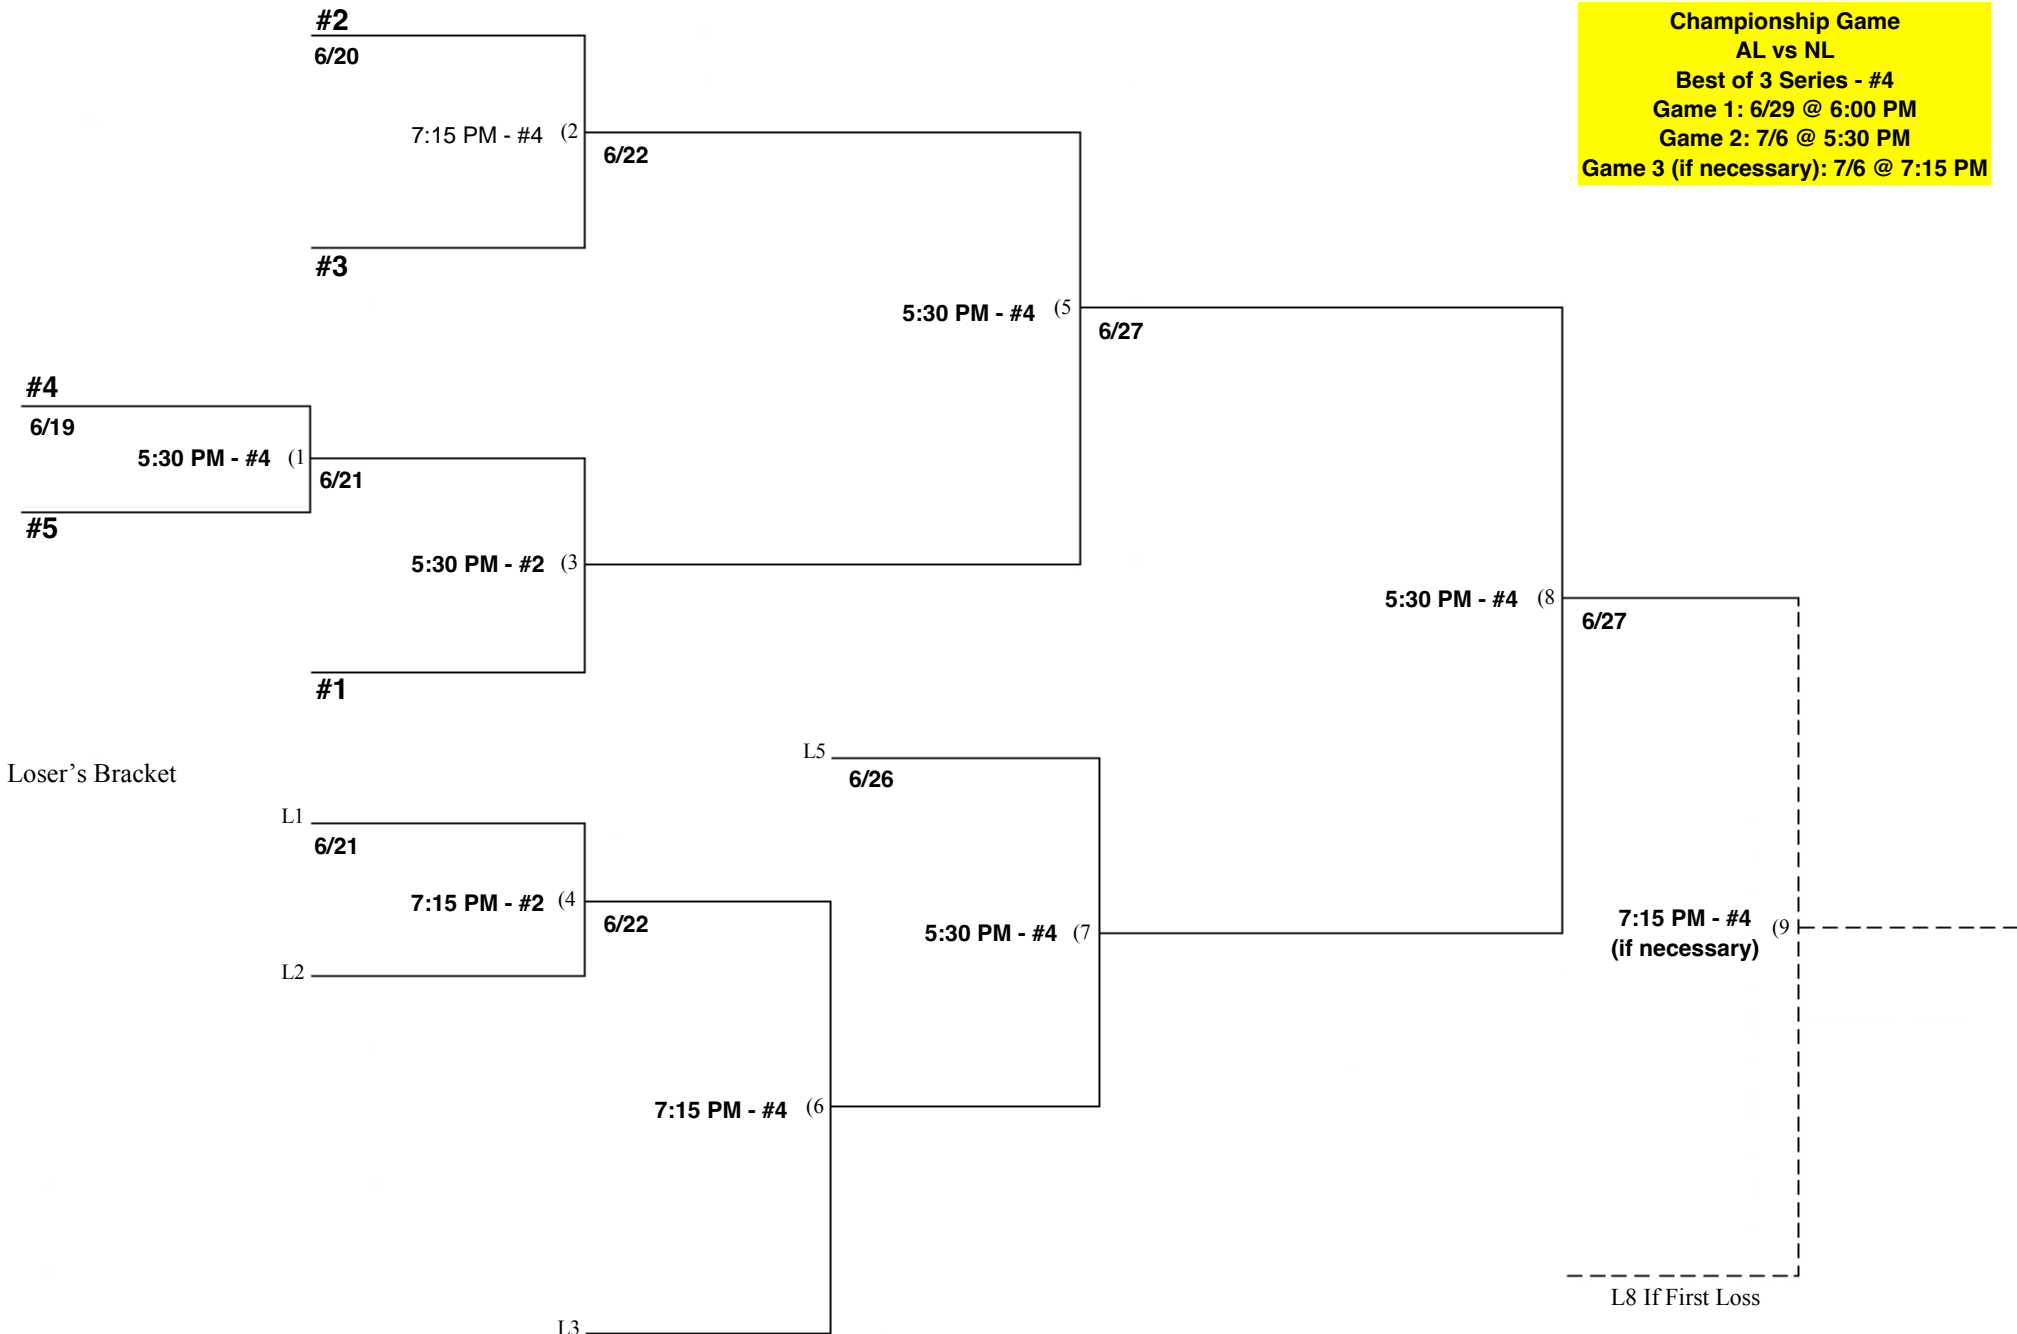 #2
6/20
7:15 PM - #4 (2
6/22
#3
Championship Game
AL vs NL
Best of 3 Series - #4
Game 1: 6/29 @ 6:00 PM
Game 2: 7/6 @ 5:30 PM
Game 3 (if necessary): 7/6 @ 7:15 PM
5:30 PM - #4 (5
6/27
#4
6/19
5:30 PM - #4 (1
6/21
#5
5:30 PM - #2 (3
#1
5:30 PM - #4 (8
6/27
Loser’s Bracket
L5
6/26
L1
6/21
7:15 PM - #2 (4
6/22
L2
5:30 PM - #4 (7
7:15 PM - #4 (9
(if necessary)
7:15 PM - #4 (6
L8 If First Loss
L3